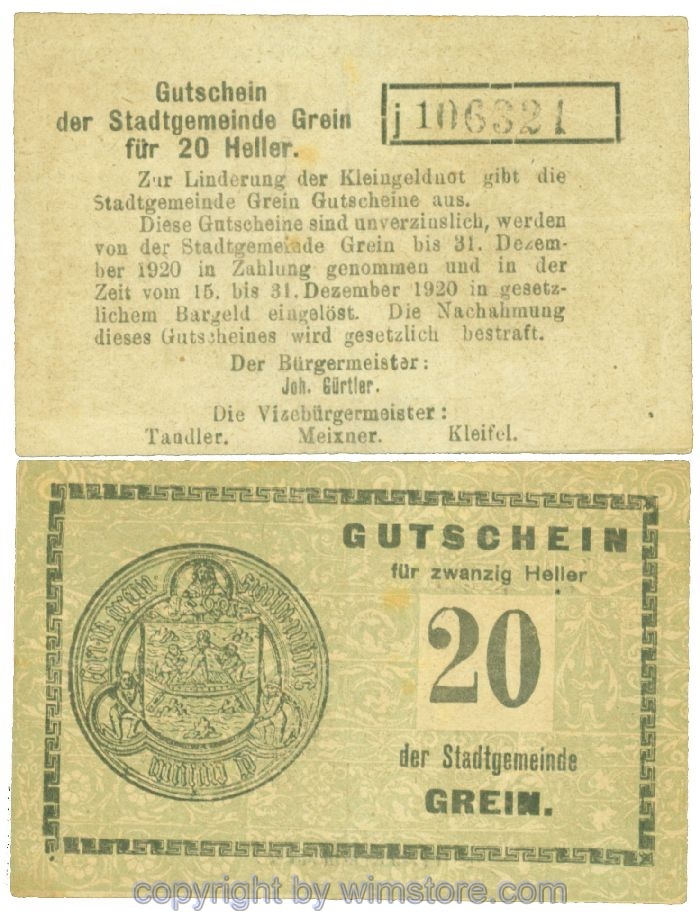 Gutschein
der Stadtgemeinde Grein
für 20 Heller.
j 106321
Zur Linderung der Kleingeldnot gibt die
Stadtgemeinde Grein Gutscheine aus.
Diese Gutscheine sind unverzinslich, werden
von der Stadtgemeinde Grein bis 31. Dezem-
ber 1920 in Zahlung genommen und in der
Zeit vom 15. bis 31. Dezember 1920 in gesetz-
lichem Bargeld eingelöst. Die Nachahmung
dieses Gutscheines wird gesetzlich bestraft.
Der Bürgermeister:
Joh. Gürtler.
Die Vizebürgermeister:
Tandler. Meixner. Kleifel.
GUTSCHEIN
für zwanzig Heller
20
der Stadtgemeinde
GREIN.
copyright by wimstore.com